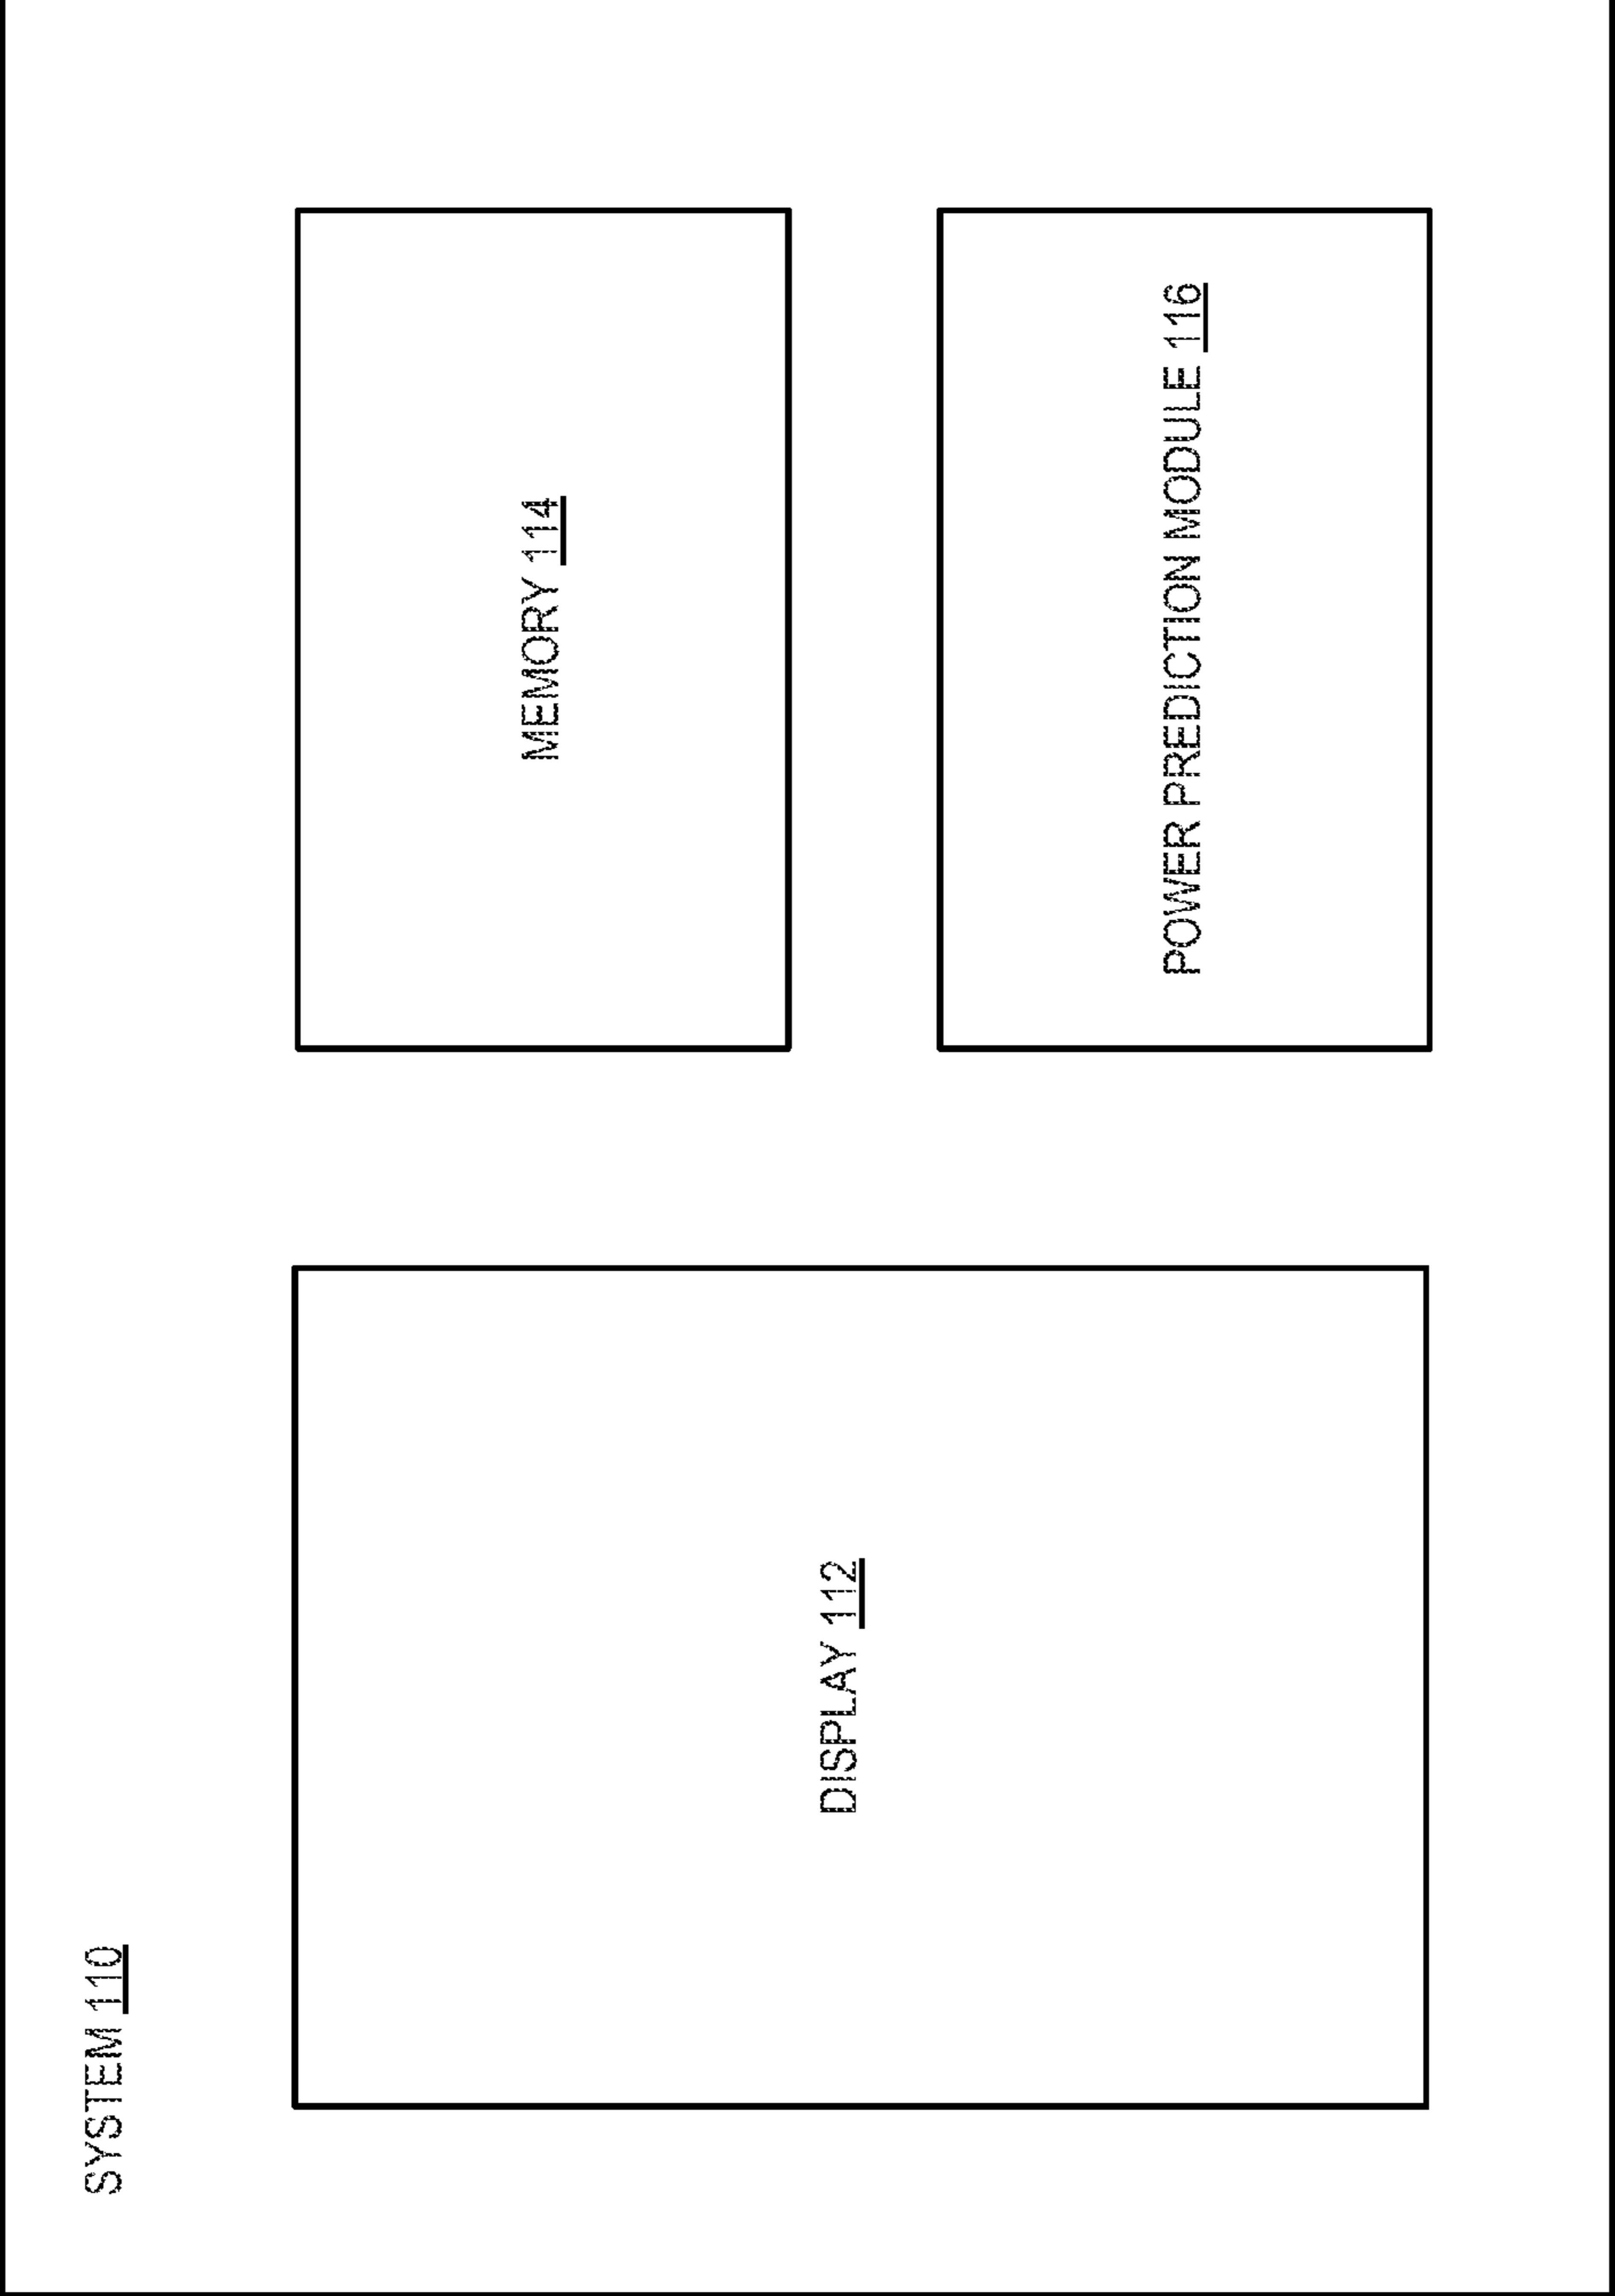 SYSTEM 110
DISPLAY 112
MEMORY 114
POWER PREDICTION MODULE 116